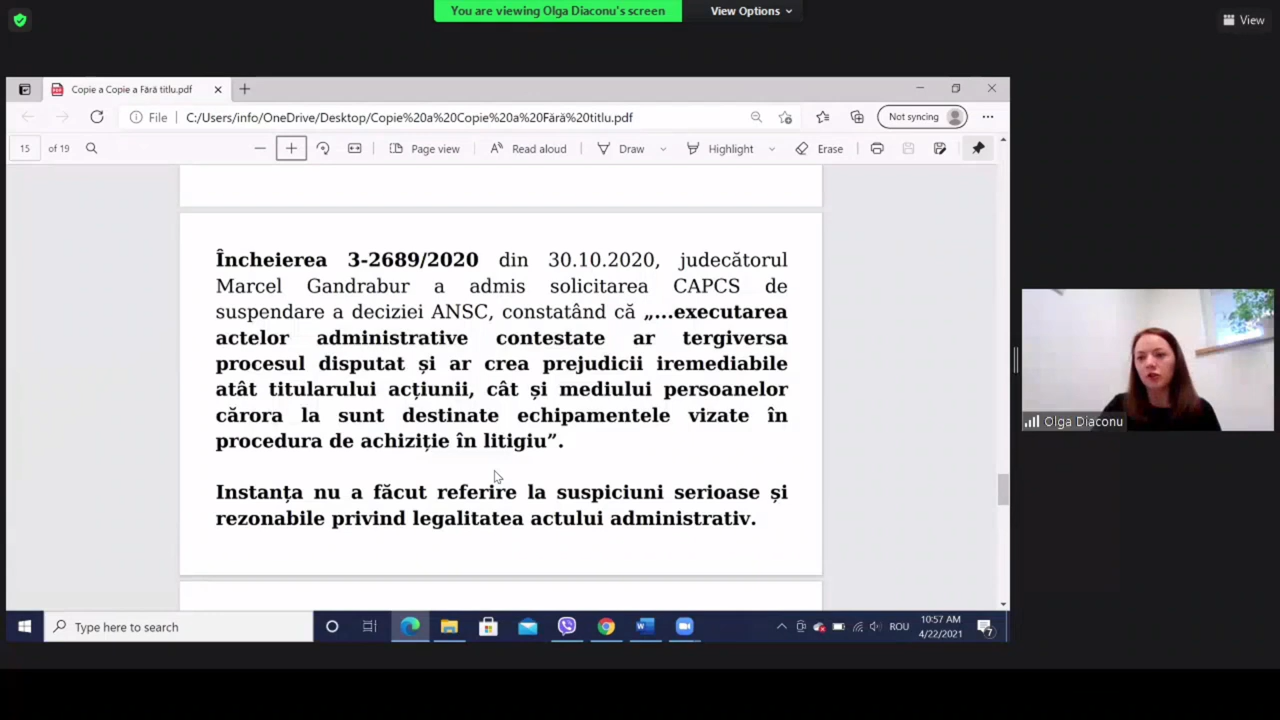 You are viewing Olga Diaconu's screen
View Options
View
Copie a Copie a Fără titlu.pdf
File
C:/Users/info/OneDrive/Desktop/Copie%20a%20Copie%20a%20Fără%20titlu.pdf
Not syncing
15 of 19
Page view
Read aloud
Draw
Highlight
Erase
Încheierea 3-2689/2020 din 30.10.2020, judecătorul
Marcel Gandrabur a admis solicitarea CAPCS de
suspendare a deciziei ANSC, constatând că „...executarea
actelor administrative contestate ar tergiversa
procesul disputat și ar crea prejudicii iremediabile
atât titularului acțiunii, cât și mediului persoanelor
cărora la sunt destinate echipamentele vizate în
procedura de achiziție în litigiu”.
Instanța nu a făcut referire la suspiciuni serioase și
rezonabile privind legalitatea actului administrativ.
Olga Diaconu
Type here to search
ROU
10:57 AM
4/22/2021
7